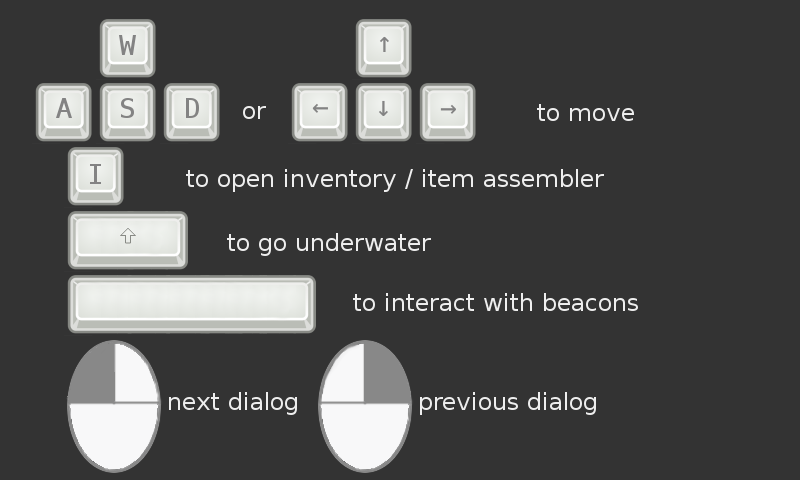 W
A S D or ← ↑ ↓ → to move
I to open inventory / item assembler
⇧ to go underwater
to interact with beacons
next dialog previous dialog